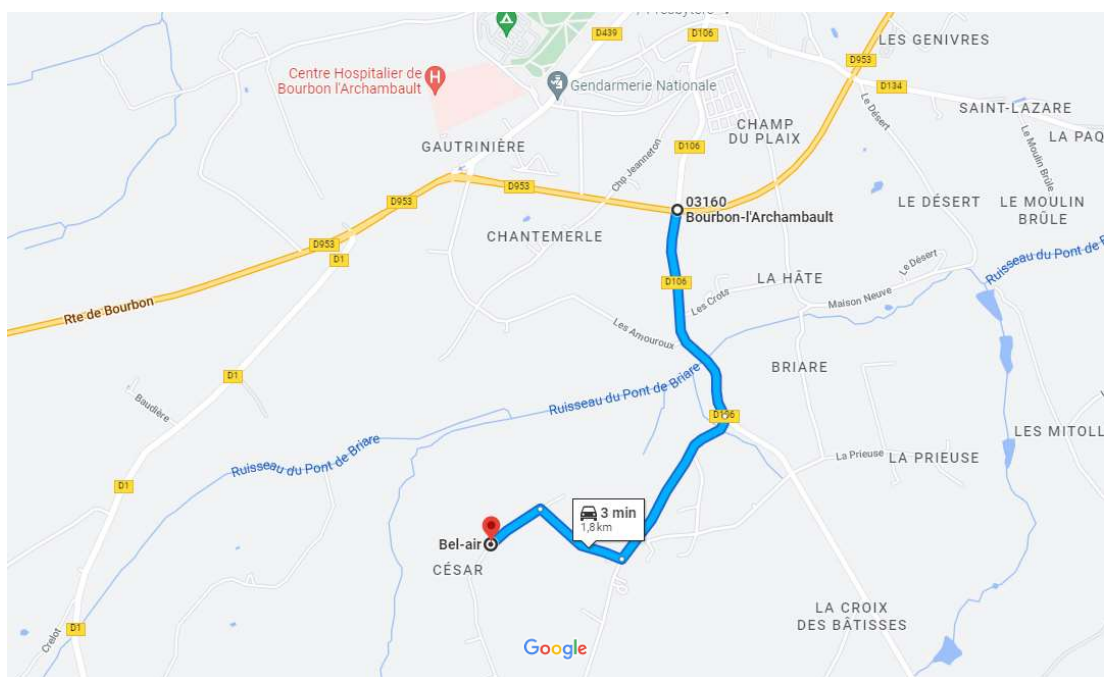 Presbytère
D439
D106
LES GENIVRES
Centre Hospitalier de
Bourbon l'Archambault
H
Gendarmerie Nationale
D953
D134
Le Désert
SAINT-LAZARE
CHAMP
DU PLAIX
LA PAQ
GAUTRINIÈRE
D106
Le Moulin Brûle
Chp Jeanneton
D953
D953
03160
Bourbon-l'Archambault
LE DÉSERT
LE MOULIN
BRÛLE
CHANTEMERLE
D953
D1
Le Désert
Ruisseau du Pont de B
D106
LA HÂTE
Les Crots
Maison Neuve
Rte de Bourbon
Les Amouroux
BRIARE
D1
Ruisseau du Pont de Briare
Baudière
D106
LES MITOLL
La Prieuse
LA PRIEUSE
Ruisseau du Pont de Briare
D1
3 min
1,8 km
Bel-air
CÉSAR
LA CROIX
DES BÂTISSES
D1
Crelot
Google